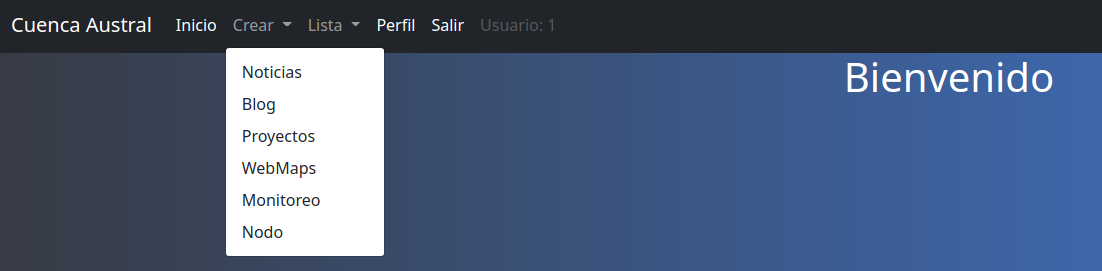 Cuenca Austral Inicio Crear Lista Perfil Salir Usuario: 1
Bienvenido
Noticias
Blog
Proyectos
WebMaps
Monitoreo
Nodo